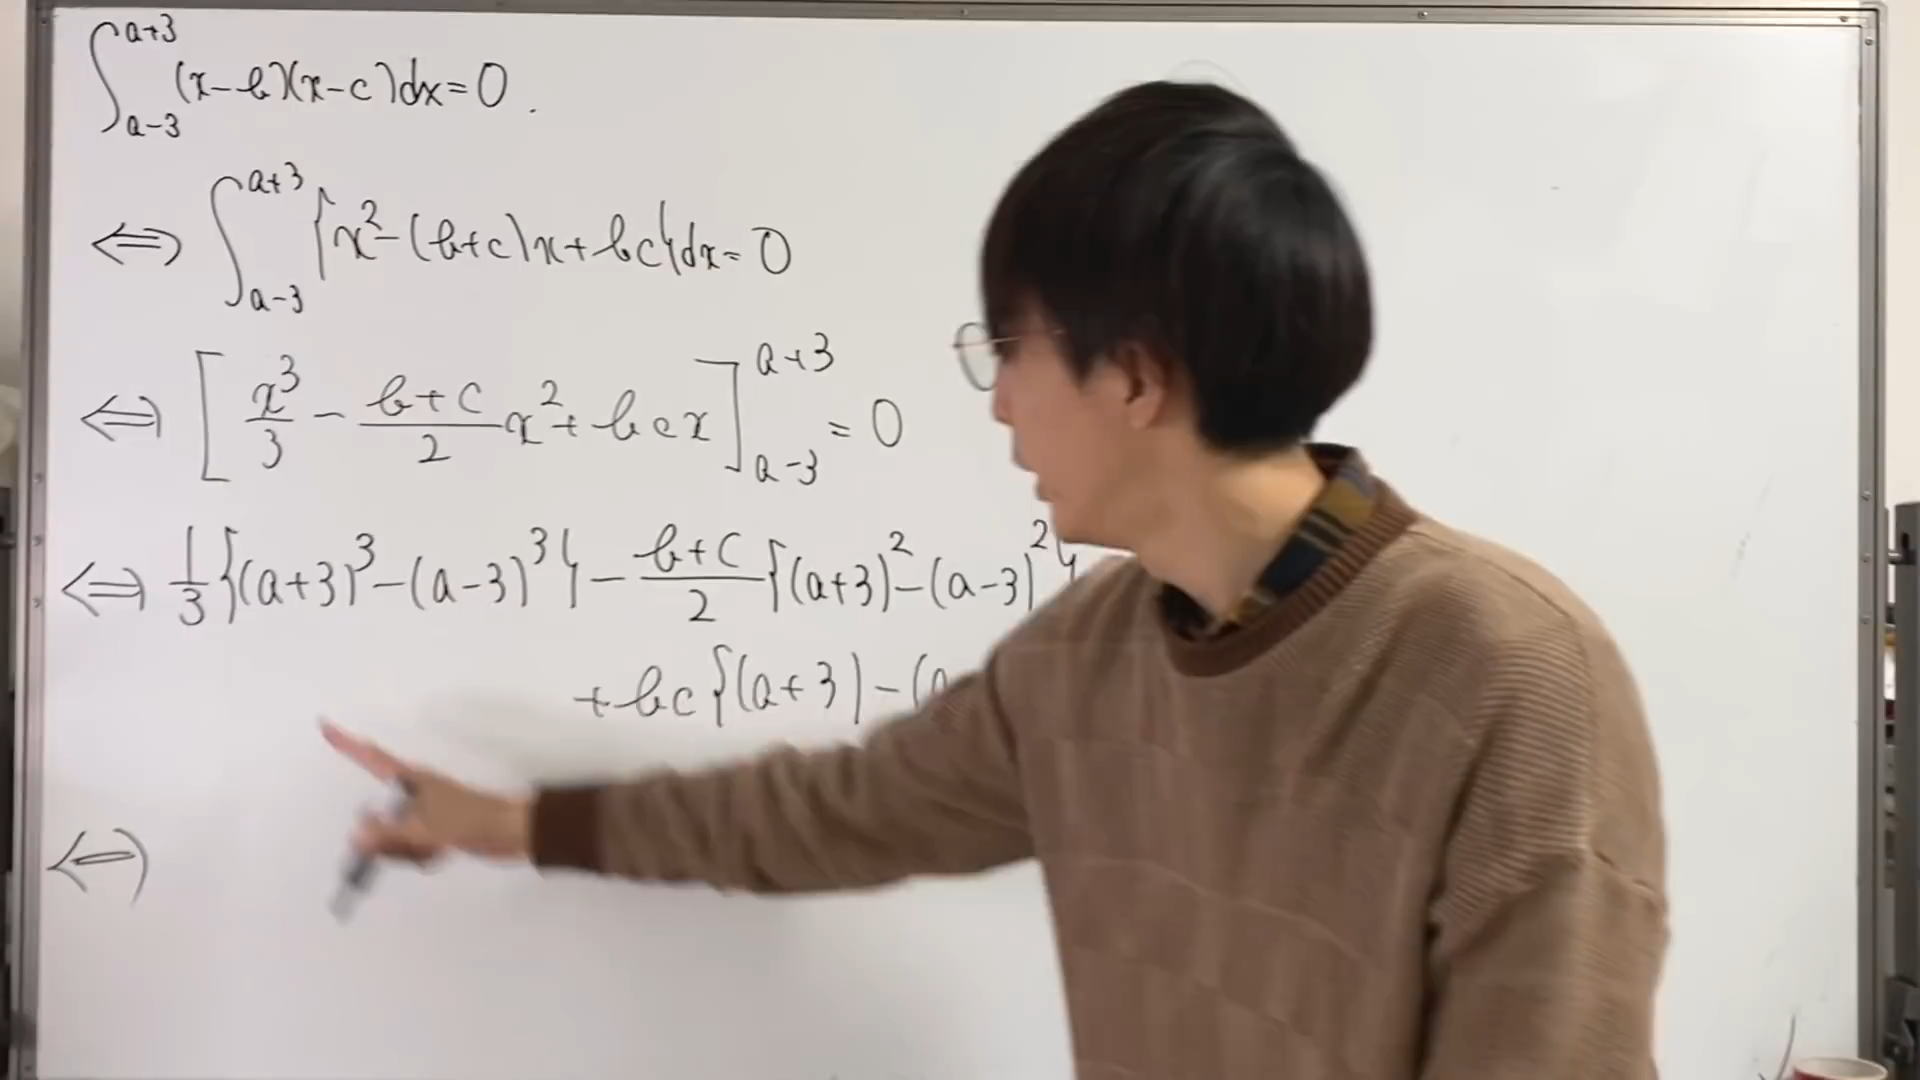 ∫_{a-3}^{a+3} (x-b)(x-c)dx=0.
⇔ ∫_{a-3}^{a+3} {x²-(b+c)x+bc}dx=0
⇔ [x³/3 - (b+c)/2 x² + bcx]_{a-3}^{a+3} = 0
⇔ 1/3{(a+3)³-(a-3)³} - (b+c)/2{(a+3)²-(a-3)²}
+bc{(a+3)-(a
⇔